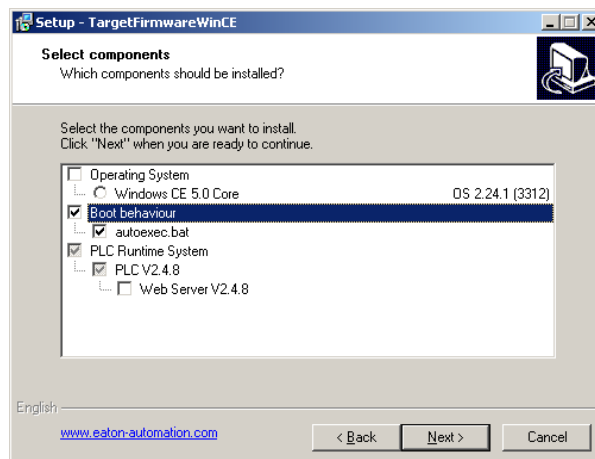 Setup - TargetFirmwareWinCE
Select components
Which components should be installed?
Select the components you want to install.
Click "Next" when you are ready to continue.
Operating System
Windows CE 5.0 Core OS 2.24.1 (3312)
Boot behaviour
autoexec.bat
PLC Runtime System
PLC V2.4.8
Web Server V2.4.8
English
www.eaton-automation.com
< Back Next > Cancel